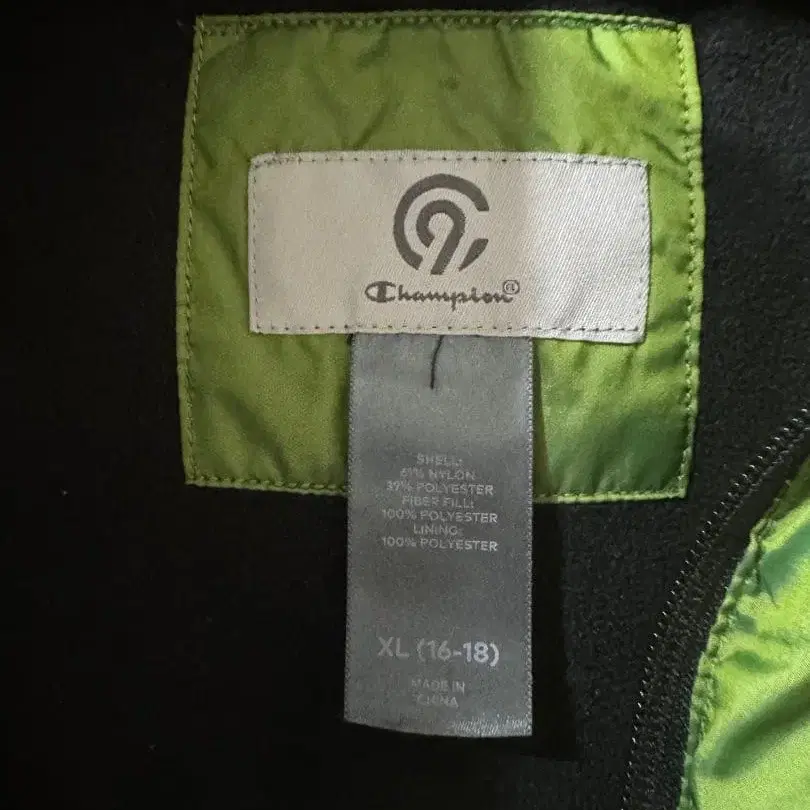 C9
Champion®
SHELL:
61% NYLON
39% POLYESTER
FIBER FILL:
100% POLYESTER
LINING:
100% POLYESTER
XL (16-18)
MADE IN
CHINA